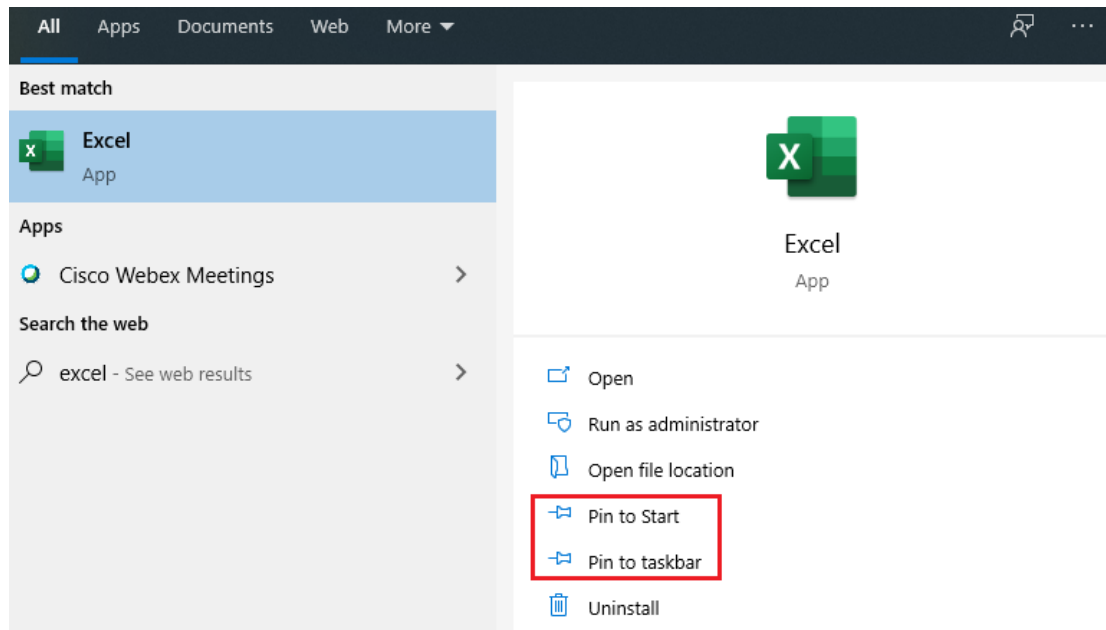 All Apps Documents Web More
Best match
Excel
App
Apps
Cisco Webex Meetings
Search the web
excel - See web results
X
X
Excel
App
Open
Run as administrator
Open file location
Pin to Start
Pin to taskbar
Uninstall